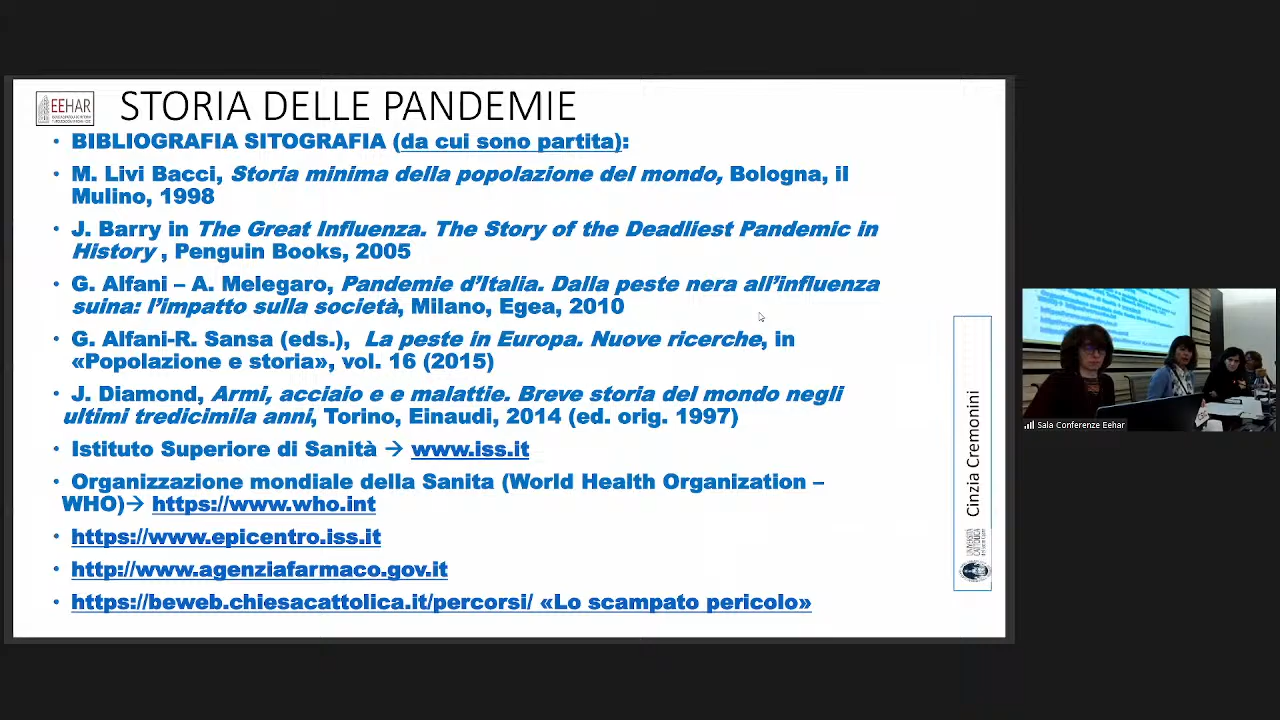 EEHAR
STORIA DELLE PANDEMIE
• BIBLIOGRAFIA SITOGRAFIA (da cui sono partita):
• M. Livi Bacci, Storia minima della popolazione del mondo, Bologna, il
Mulino, 1998
• J. Barry in The Great Influenza. The Story of the Deadliest Pandemic in
History , Penguin Books, 2005
• G. Alfani – A. Melegaro, Pandemie d’Italia. Dalla peste nera all’influenza
suina: l’impatto sulla società, Milano, Egea, 2010
• G. Alfani-R. Sansa (eds.), La peste in Europa. Nuove ricerche, in
«Popolazione e storia», vol. 16 (2015)
• J. Diamond, Armi, acciaio e e malattie. Breve storia del mondo negli
ultimi tredicimila anni, Torino, Einaudi, 2014 (ed. orig. 1997)
• Istituto Superiore di Sanità → www.iss.it
• Organizzazione mondiale della Sanita (World Health Organization –
WHO)→ https://www.who.int
• https://www.epicentro.iss.it
• http://www.agenziafarmaco.gov.it
• https://beweb.chiesacattolica.it/percorsi/ «Lo scampato pericolo»
Cinzia Cremonini
UNIVERSITÀ
CATTOLICA
Sala Conferenze Eehar